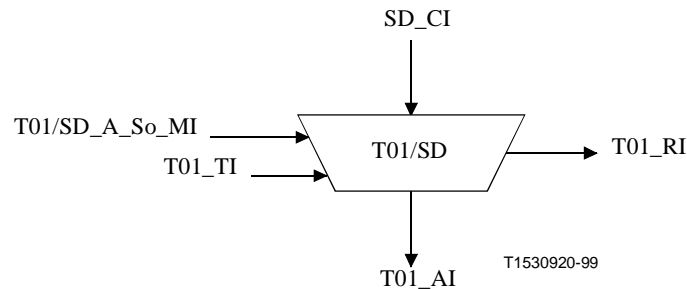 SD_CI
T01/SD_A_So_MI
T01/SD
T01_RI
T01_TI
T1530920-99
T01_AI